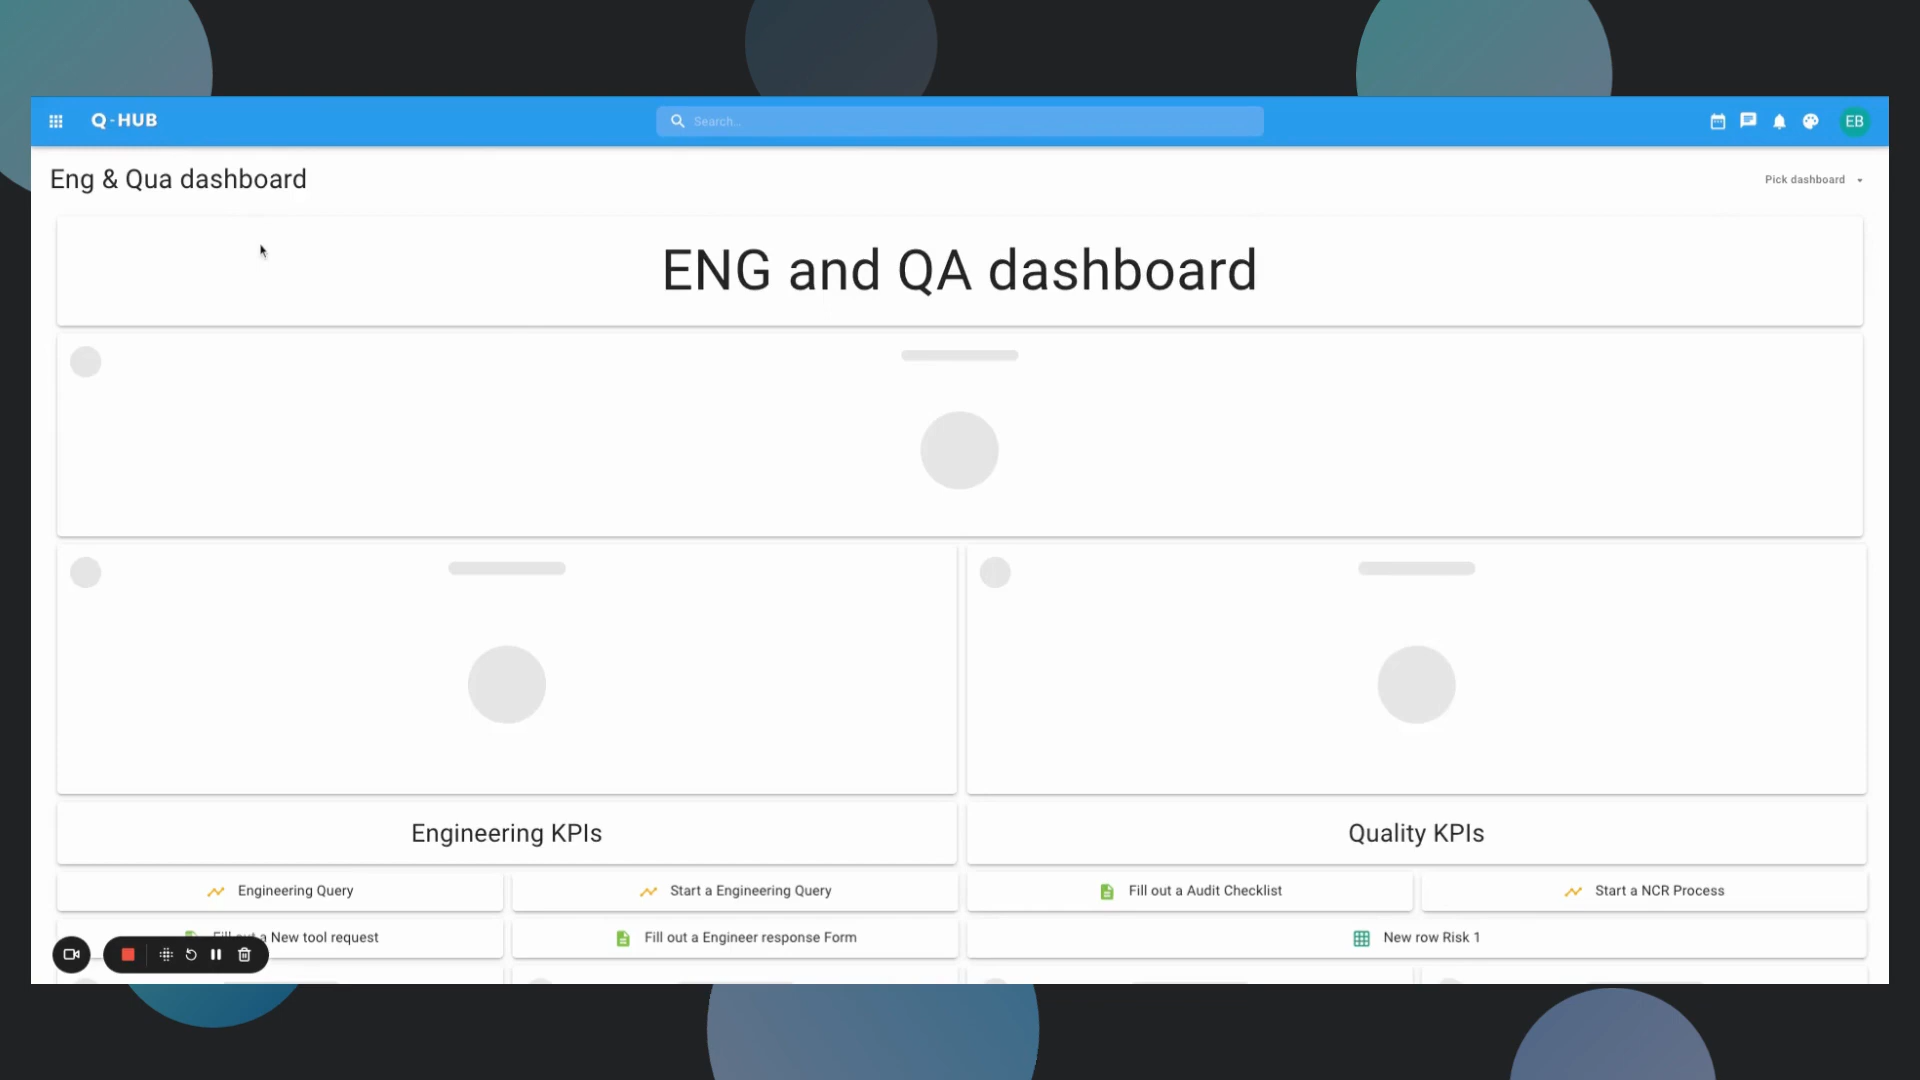 Q-HUB
Search...
EB
Eng & Qua dashboard
Pick dashboard
ENG and QA dashboard
Engineering KPIs
Quality KPIs
Engineering Query
Start a Engineering Query
Fill out a Audit Checklist
Start a NCR Process
Fill out a New tool request
Fill out a Engineer response Form
New row Risk 1